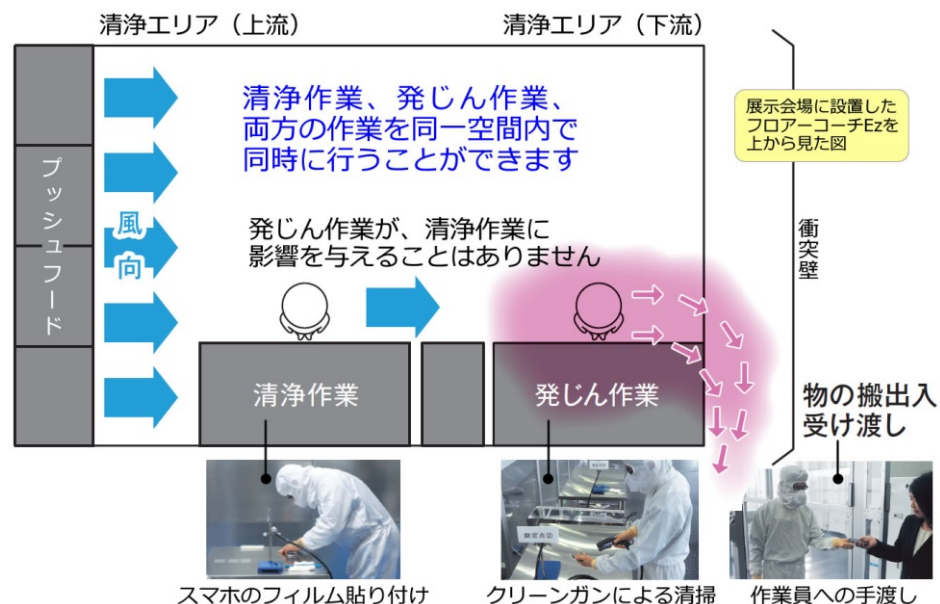 清浄エリア（上流）
清浄エリア（下流）
清浄作業、発じん作業、
両方の作業を同一空間内で
同時に行うことができます
展示会場に設置した
フロアーコーチEzを
上から見た図
プッシュフード
風向
発じん作業が、清浄作業に
影響を与えることはありません
衝突壁
清浄作業
発じん作業
物の搬出入
受け渡し
スマホのフィルム貼り付け
クリーンガンによる清掃
作業員への手渡し